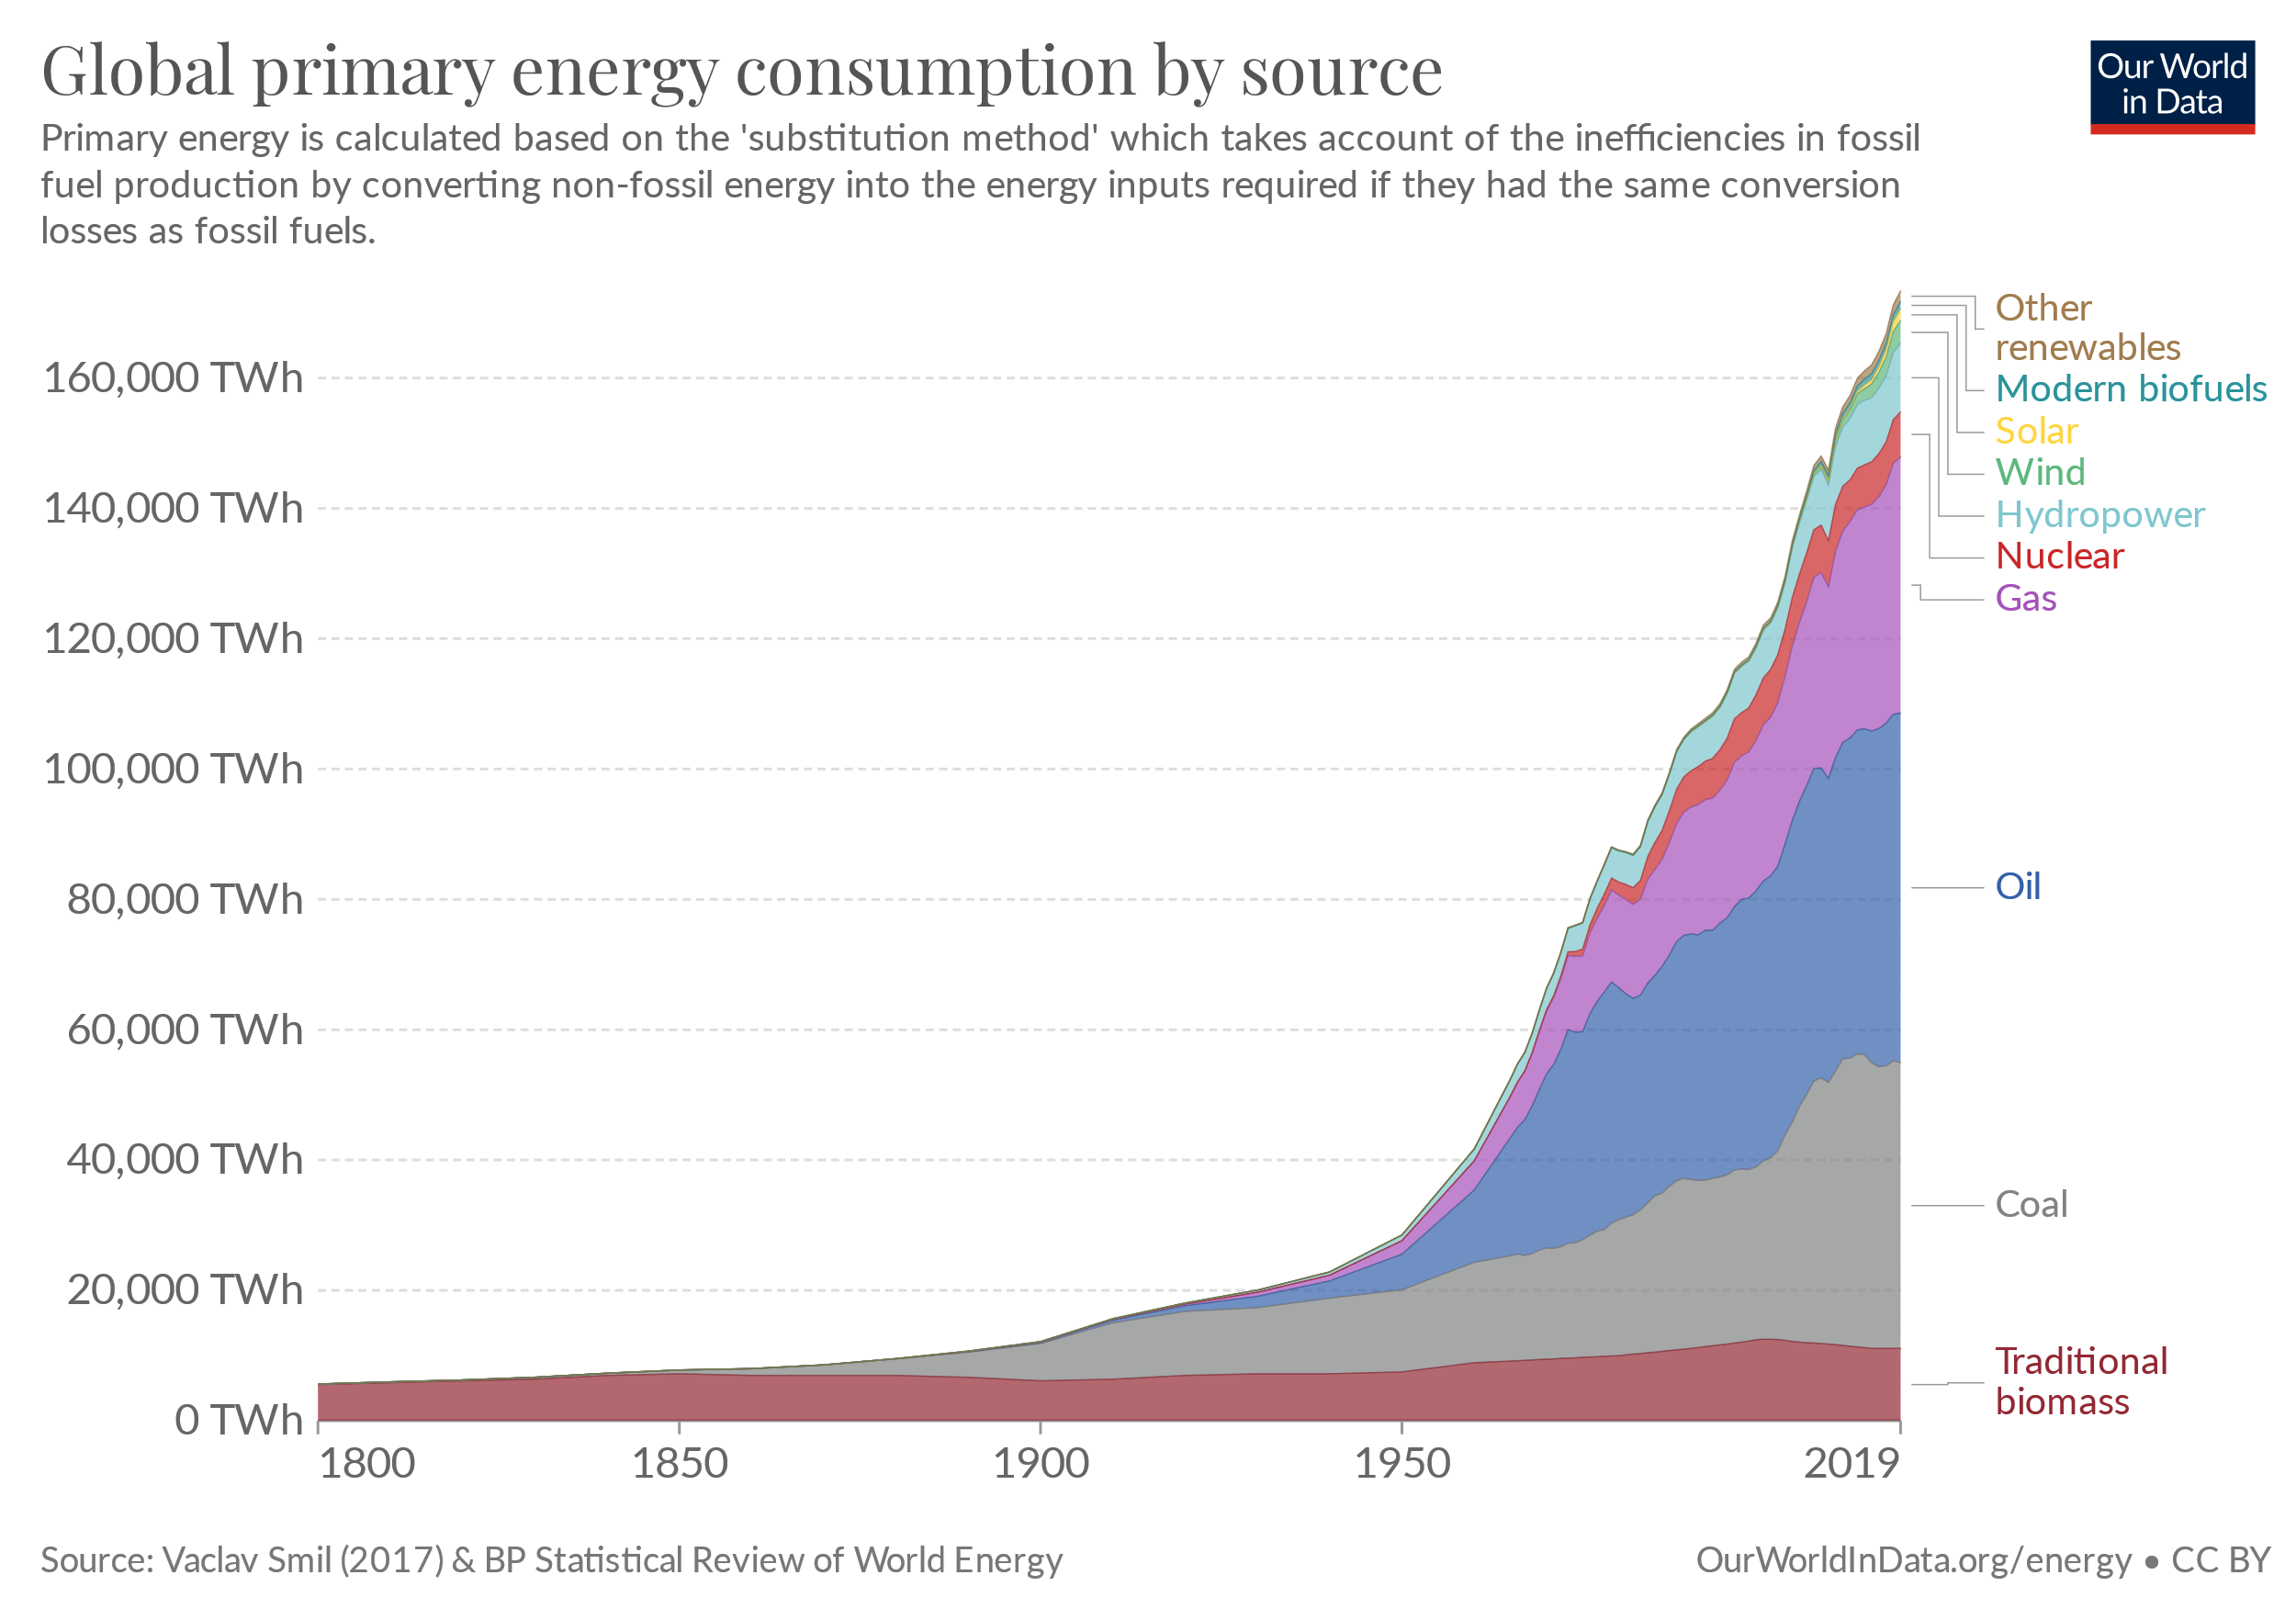 Global primary energy consumption by source
Our World
in Data
Primary energy is calculated based on the 'substitution method' which takes account of the inefficiencies in fossil
fuel production by converting non-fossil energy into the energy inputs required if they had the same conversion
losses as fossil fuels.
160,000 TWh
140,000 TWh
120,000 TWh
100,000 TWh
80,000 TWh
60,000 TWh
40,000 TWh
20,000 TWh
0 TWh
1800
1850
1900
1950
2019
Other
renewables
Modern biofuels
Solar
Wind
Hydropower
Nuclear
Gas
Oil
Coal
Traditional
biomass
Source: Vaclav Smil (2017) & BP Statistical Review of World Energy
OurWorldInData.org/energy • CC BY